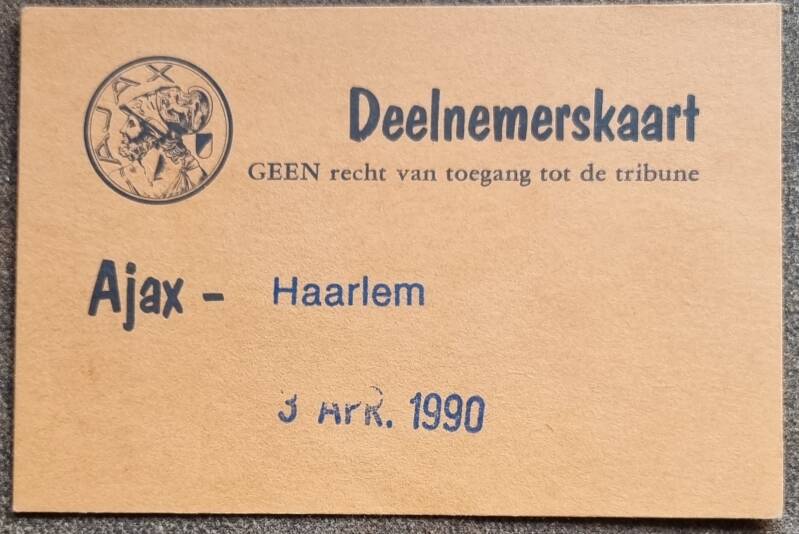 AJAX
Deelnemerskaart
GEEN recht van toegang tot de tribune
Ajax - Haarlem
3 APR. 1990